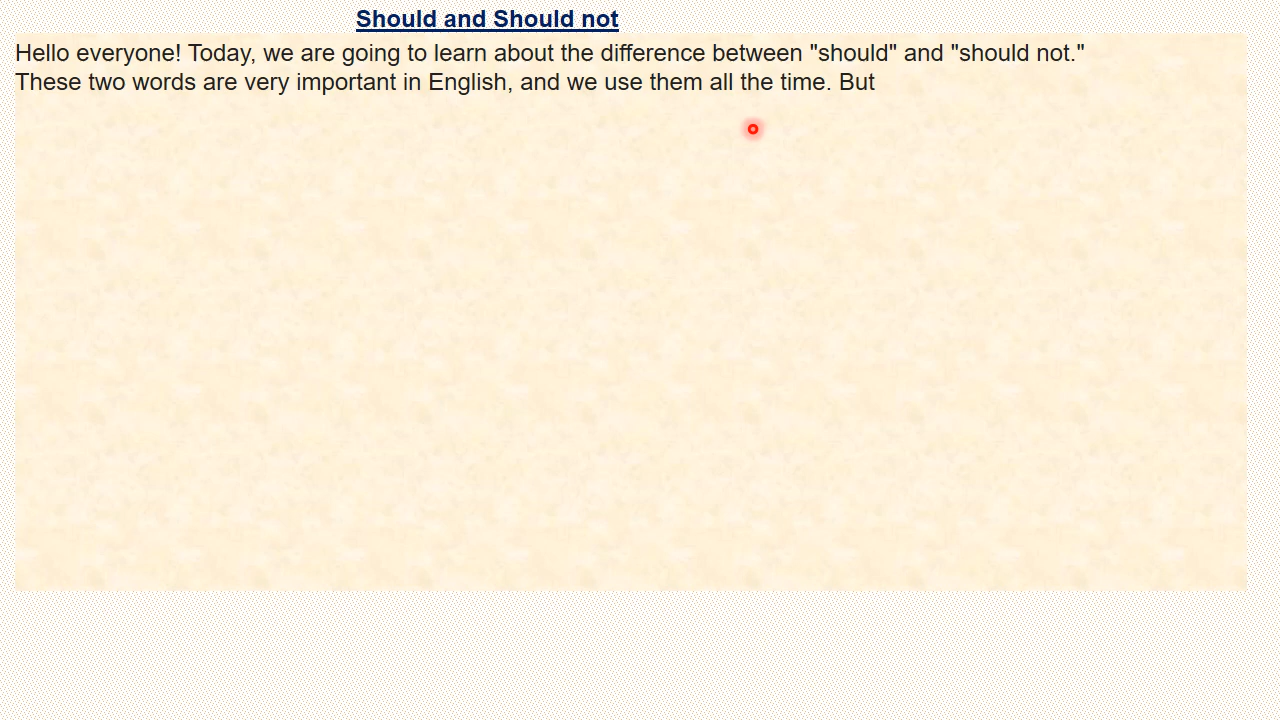 Should and Should not
Hello everyone! Today, we are going to learn about the difference between "should" and "should not."
These two words are very important in English, and we use them all the time. But